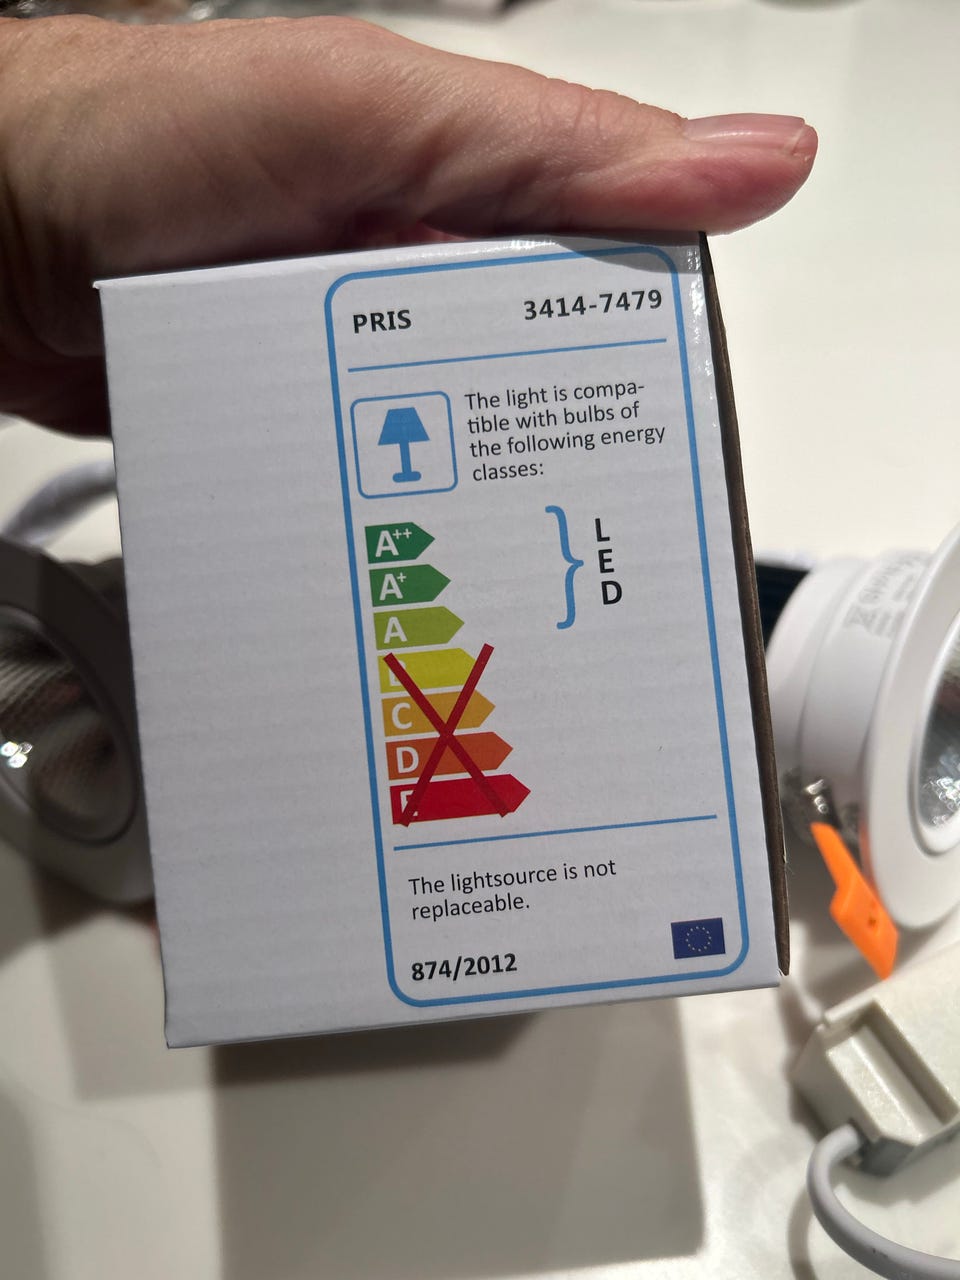 PRIS 3414-7479
The light is compa-
tible with bulbs of
the following energy
classes:
A++
A+
A
C
D
L
E
D
The lightsource is not
replaceable.
874/2012